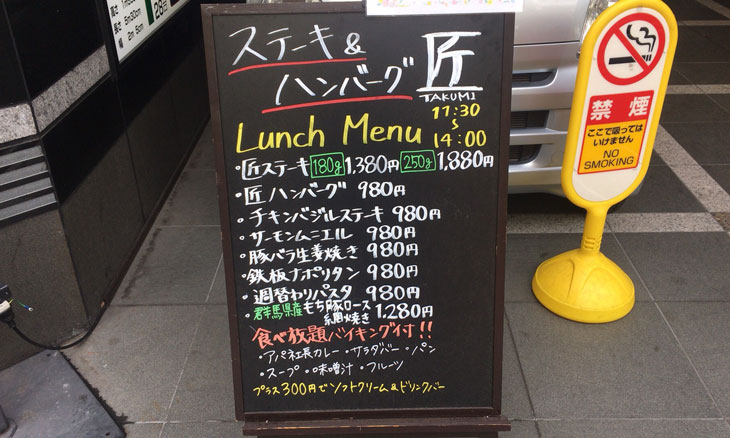 ステーキ &
ハンバーグ
匠
TAKUMI
Lunch Menu
11:30
~
14:00
・匠ステーキ 180g 1,380円 250g 1,880円
・匠ハンバーグ 980円
・チキンバジルステーキ 980円
・サーモンムニエル 980円
・豚バラ生姜焼き 980円
・鉄板ナポリタン 980円
・週替わりパスタ 980円
・群馬県産もち豚ロース
網焼き 1,280円
食べ放題バイキング付!!
・アパ社長カレー ・サラダバー ・パン
・スープ ・味噌汁 ・フルーツ
プラス300円でソフトクリーム&ドリンクバー
禁煙
ここで吸っては
いけません
NO
SMOKING
高さ
長さ 5m30cm
幅 2m 5cm